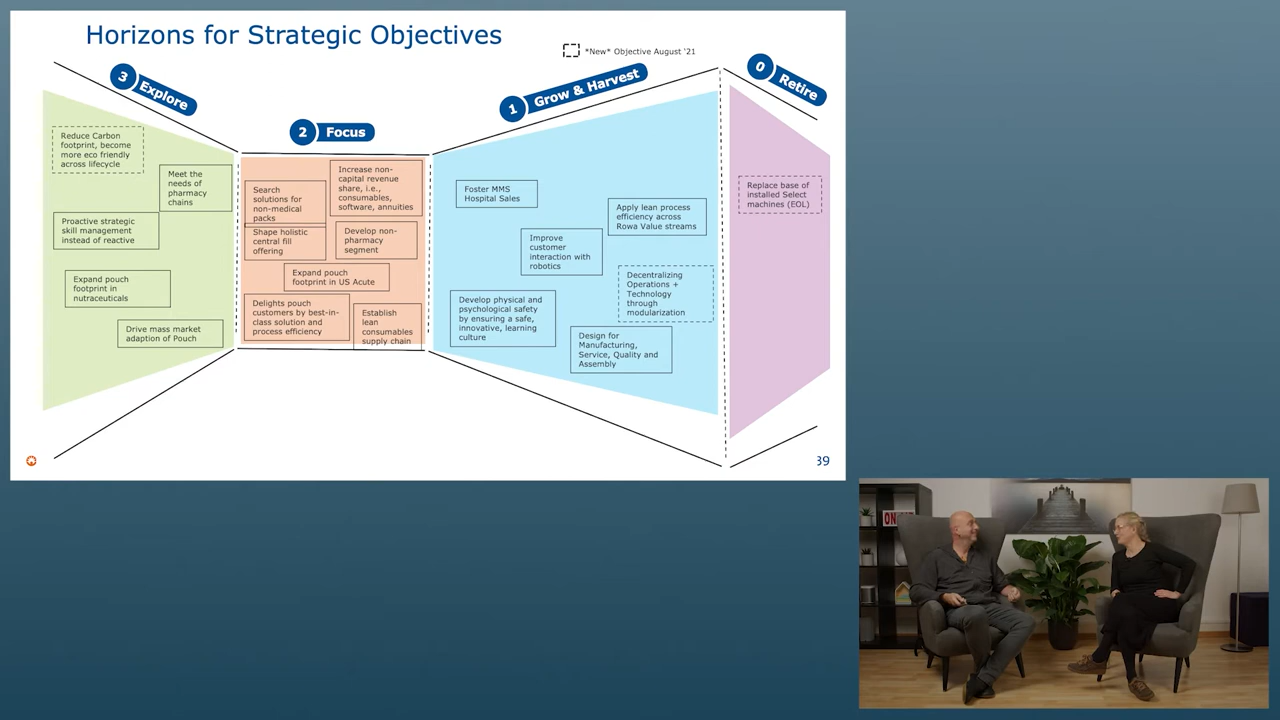 Horizons for Strategic Objectives
*New* Objective August '21
3 Explore
2 Focus
1 Grow & Harvest
0 Retire
Reduce Carbon
footprint, become
more eco friendly
across lifecycle
Meet the
needs of
pharmacy
chains
Proactive strategic
skill management
instead of reactive
Expand pouch
footprint in
nutraceuticals
Drive mass market
adaption of Pouch
Search
solutions for
non-medical
packs
Increase non-
capital revenue
share, i.e.,
consumables,
software, annuities
Shape holistic
central fill
offering
Develop non-
pharmacy
segment
Expand pouch
footprint in US Acute
Delights pouch
customers by best-in-
class solution and
process efficiency
Establish
lean
consumables
supply chain
Foster MMS
Hospital Sales
Apply lean process
efficiency across
Rowa Value streams
Improve
customer
interaction with
robotics
Decentralizing
Operations +
Technology
through
modularization
Develop physical and
psychological safety
by ensuring a safe,
innovative, learning
culture
Design for
Manufacturing,
Service, Quality and
Assembly
Replace base of
installed Select
machines (EOL)
39
ON